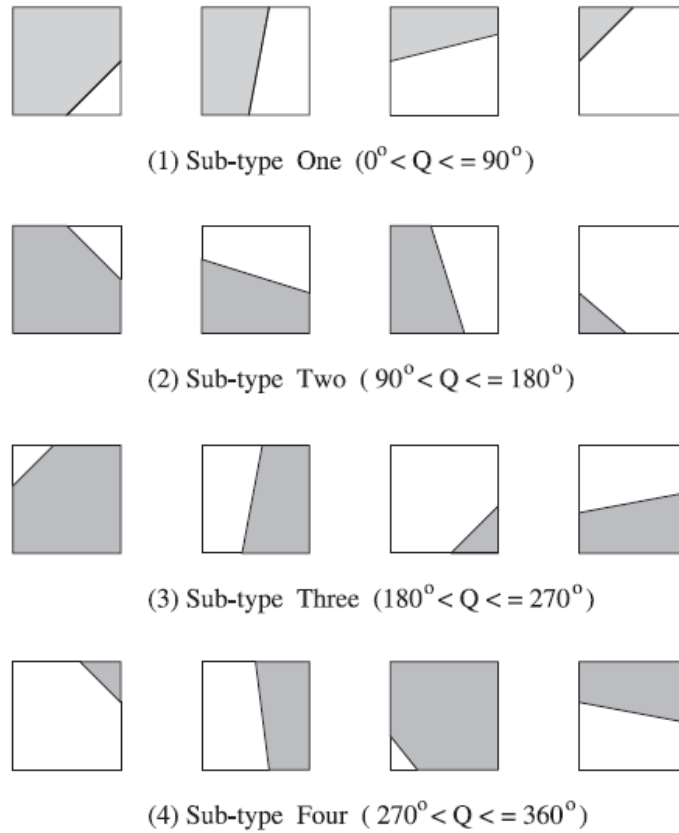 (1) Sub-type One (0° < Q < = 90°)
(2) Sub-type Two ( 90° < Q < = 180°)
(3) Sub-type Three (180° < Q < = 270°)
(4) Sub-type Four ( 270° < Q < = 360°)